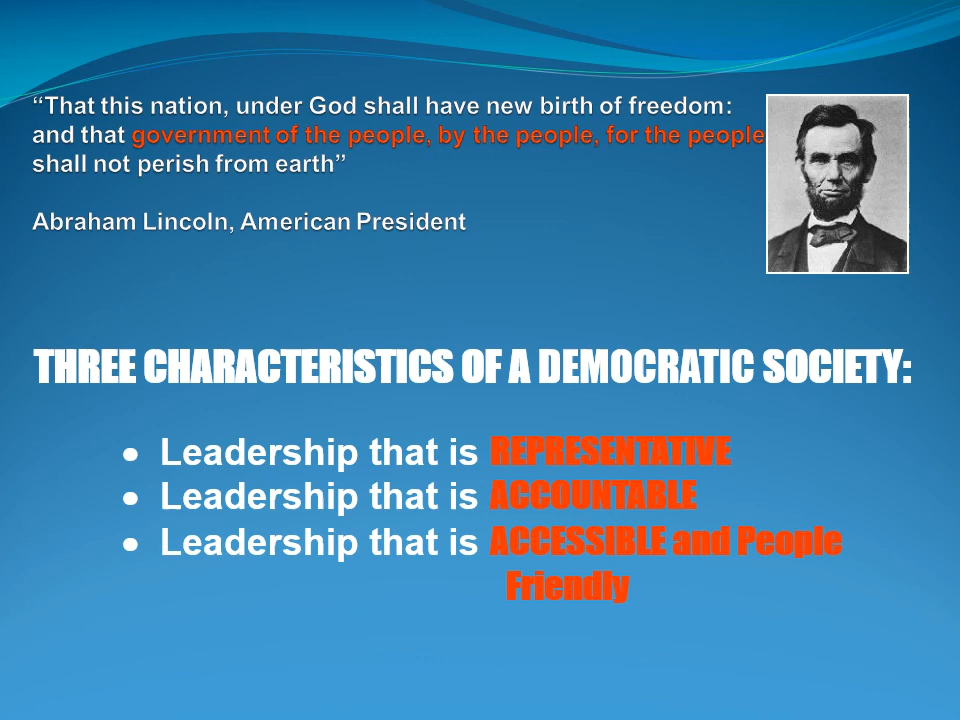 “That this nation, under God shall have new birth of freedom:
and that government of the people, by the people, for the people
shall not perish from earth”
Abraham Lincoln, American President
THREE CHARACTERISTICS OF A DEMOCRATIC SOCIETY:
• Leadership that is REPRESENTATIVE
• Leadership that is ACCOUNTABLE
• Leadership that is ACCESSIBLE and People
Friendly